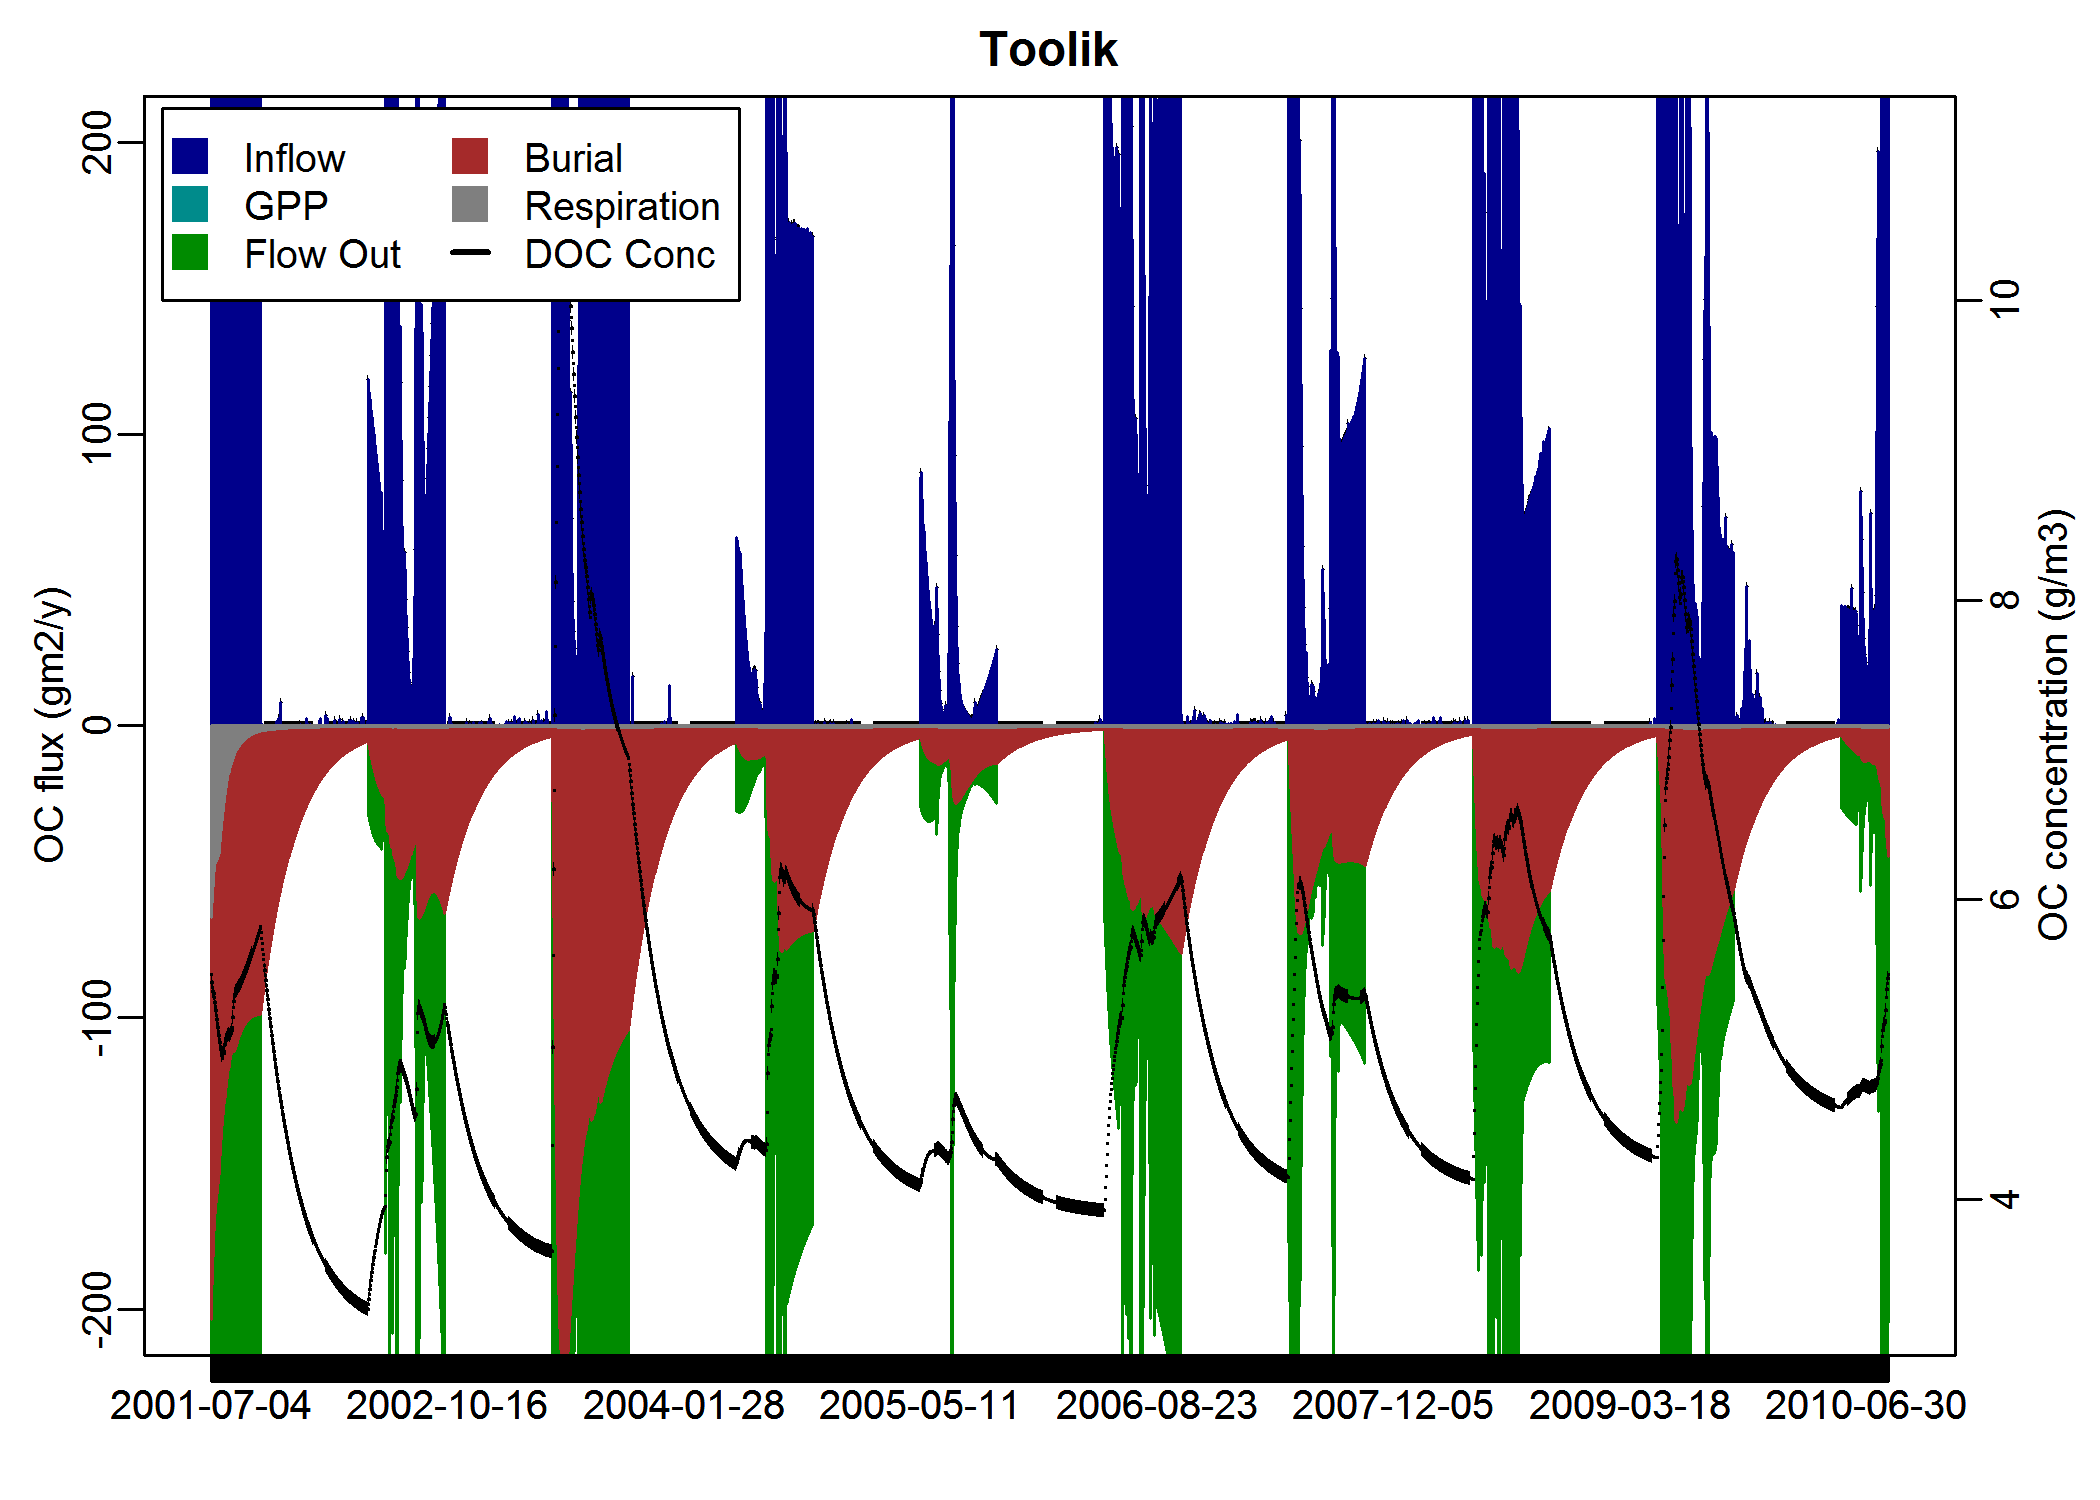 Toolik
Inflow
GPP
Flow Out
Burial
Respiration
DOC Conc
OC flux (gm2/y)
200
100
0
-100
-200
OC concentration (g/m3)
10
8
6
4
2001-07-04 2002-10-16 2004-01-28 2005-05-11 2006-08-23 2007-12-05 2009-03-18 2010-06-30